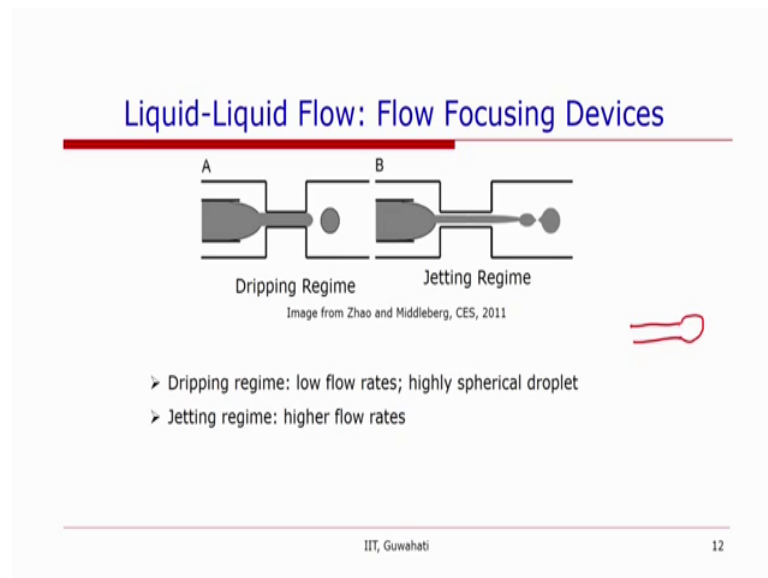 Liquid-Liquid Flow: Flow Focusing Devices
A
B
Dripping Regime
Jetting Regime
Image from Zhao and Middleberg, CES, 2011
➢ Dripping regime: low flow rates; highly spherical droplet
➢ Jetting regime: higher flow rates
IIT, Guwahati
12